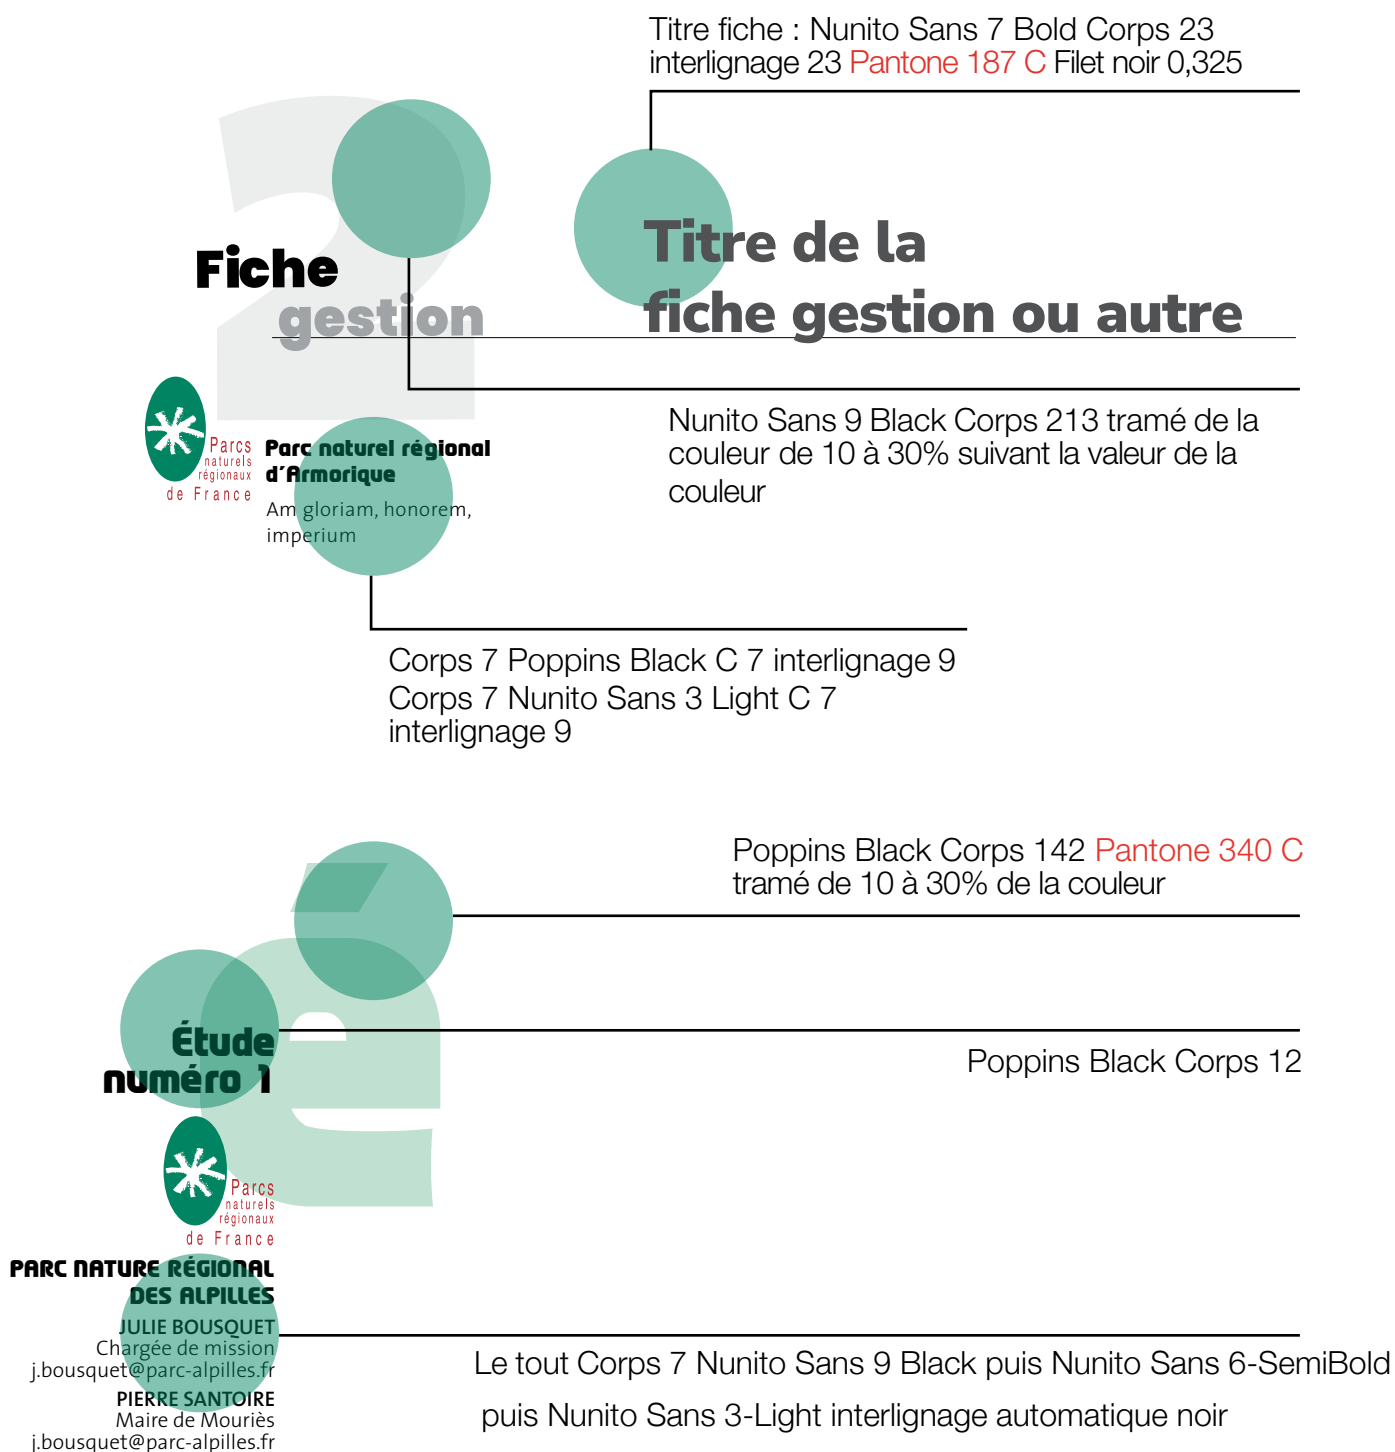 Titre fiche : Nunito Sans 7 Bold Corps 23
interlignage 23 Pantone 187 C Filet noir 0,325
2
Fiche
gestion
Titre de la
fiche gestion ou autre
Parcs
naturels
régionaux
de France
Parc naturel régional
d'Armorique
Am gloriam, honorem,
imperium
Nunito Sans 9 Black Corps 213 tramé de la
couleur de 10 à 30% suivant la valeur de la
couleur
Corps 7 Poppins Black C 7 interlignage 9
Corps 7 Nunito Sans 3 Light C 7
interlignage 9
Poppins Black Corps 142 Pantone 340 C
tramé de 10 à 30% de la couleur
é
Étude
numéro 1
Poppins Black Corps 12
Parcs
naturels
régionaux
de France
PARC NATURE RÉGIONAL
DES ALPILLES
JULIE BOUSQUET
Chargée de mission
j.bousquet@parc-alpilles.fr
PIERRE SANTOIRE
Maire de Mouriès
j.bousquet@parc-alpilles.fr
Le tout Corps 7 Nunito Sans 9 Black puis Nunito Sans 6-SemiBold
puis Nunito Sans 3-Light interlignage automatique noir